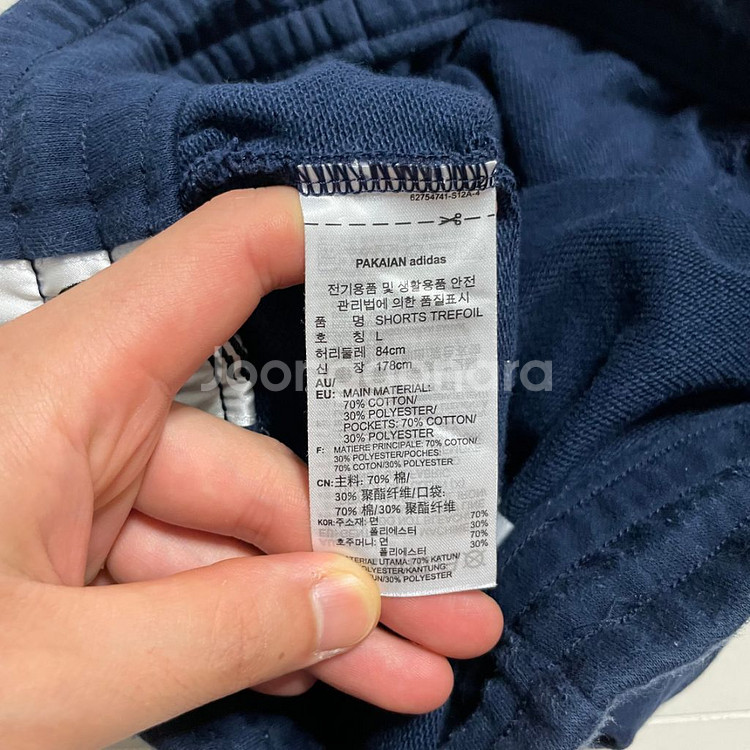 62754741-S12A-4
PAKAIAN adidas
전기용품 및 생활용품 안전
관리법에 의한 품질표시
품 명 SHORTS TREFOIL
호 칭 L
허리둘레 84cm
신 장 178cm
AU/
EU: MAIN MATERIAL:
70% COTTON/
30% POLYESTER/
POCKETS: 70% COTTON/
30% POLYESTER
F: MATIERE PRINCIPALE: 70% COTON/
30% POLYESTER/POCHES:
70% COTON/30% POLYESTER
CN: 主料: 70% 棉/
30% 聚酯纤维/口袋:
70% 棉/30% 聚酯纤维
KOR: 주소재: 면 70%
폴리에스터 30%
호주머니: 면 70%
폴리에스터 30%
UTAMA: 70% KATUN/
POLYESTER/KANTUNG:
30% POLYESTER